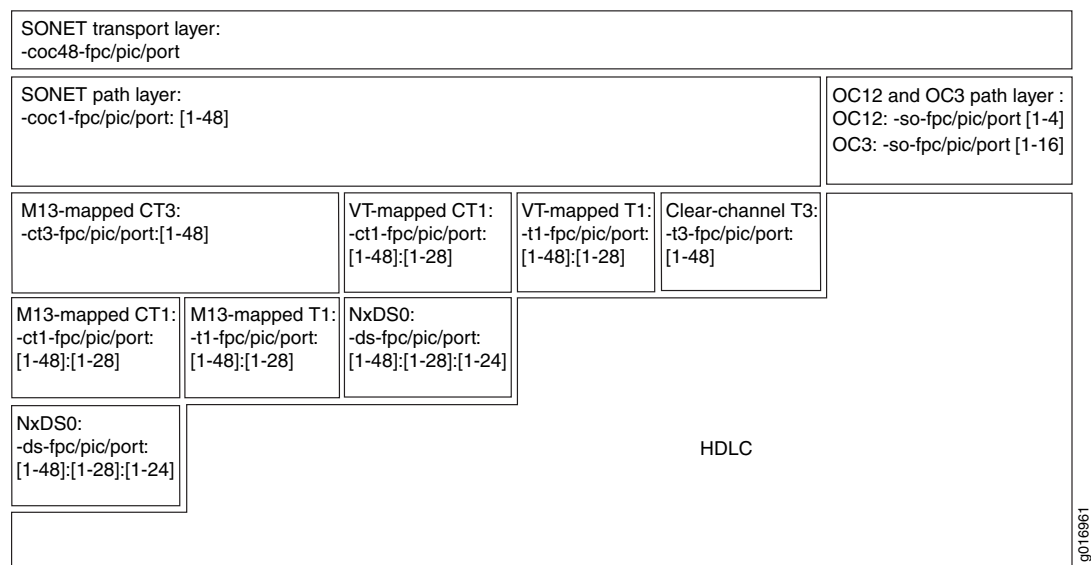 SONET transport layer:
-coc48-fpc/pic/port
SONET path layer:
-coc1-fpc/pic/port: [1-48]
OC12 and OC3 path layer :
OC12: -so-fpc/pic/port [1-4]
OC3: -so-fpc/pic/port [1-16]
M13-mapped CT3:
-ct3-fpc/pic/port:[1-48]
VT-mapped CT1:
-ct1-fpc/pic/port:
[1-48]:[1-28]
VT-mapped T1:
-t1-fpc/pic/port:
[1-48]:[1-28]
Clear-channel T3:
-t3-fpc/pic/port:
[1-48]
M13-mapped CT1:
-ct1-fpc/pic/port:
[1-48]:[1-28]
M13-mapped T1:
-t1-fpc/pic/port:
[1-48]:[1-28]
NxDS0:
-ds-fpc/pic/port:
[1-48]:[1-28]:[1-24]
NxDS0:
-ds-fpc/pic/port:
[1-48]:[1-28]:[1-24]
HDLC
g016961